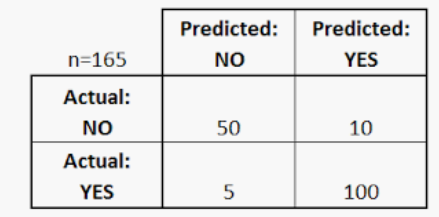 Predicted: Predicted:
n=165 NO YES
Actual:
NO 50 10
Actual:
YES 5 100